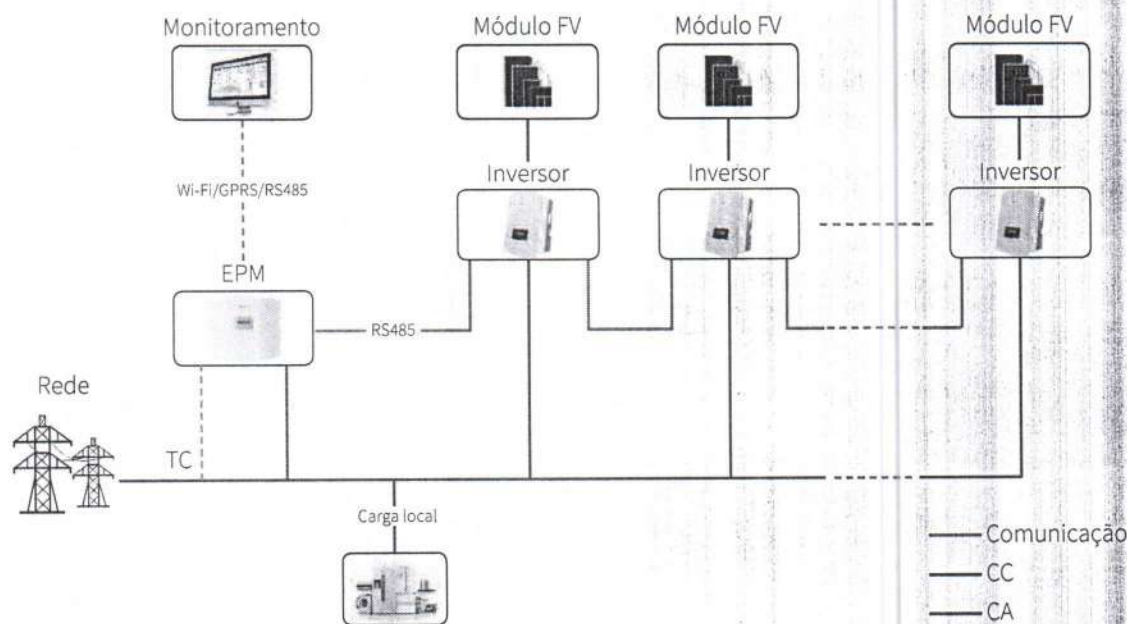 Monitoramento
Módulo FV
Módulo FV
Módulo FV
Wi-Fi/GPRS/RS485
Inversor
Inversor
Inversor
EPM
RS485
Rede
TC
Carga local
Comunicação
CC
CA